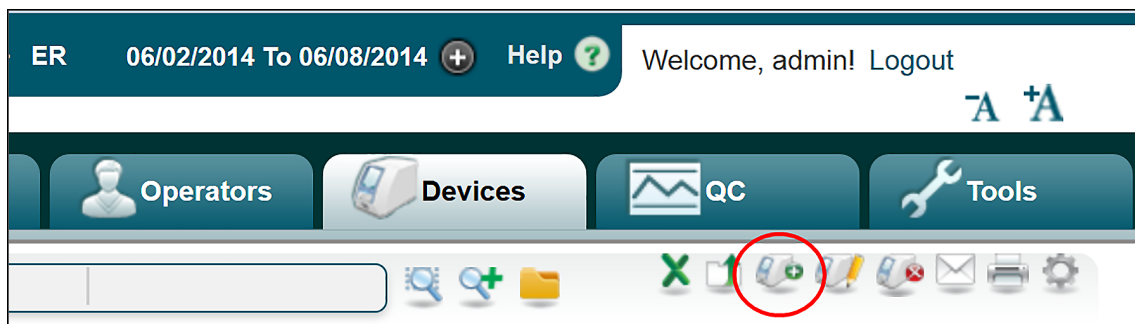 ER 06/02/2014 To 06/08/2014 Help ? Welcome, admin! Logout
-A +A
Operators Devices QC Tools